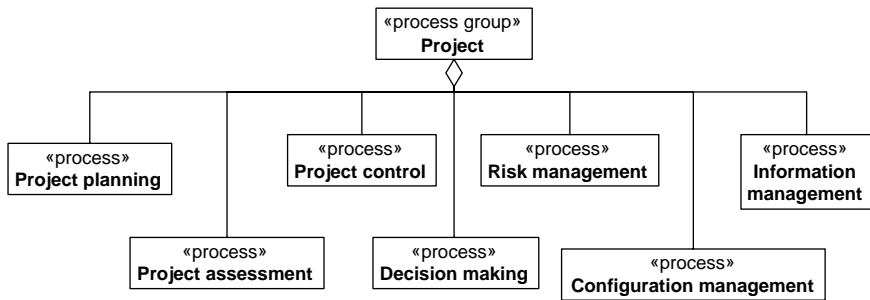 «process group»
Project
«process»
Project planning
«process»
Project control
«process»
Risk management
«process»
Information
management
«process»
Project assessment
«process»
Decision making
«process»
Configuration management